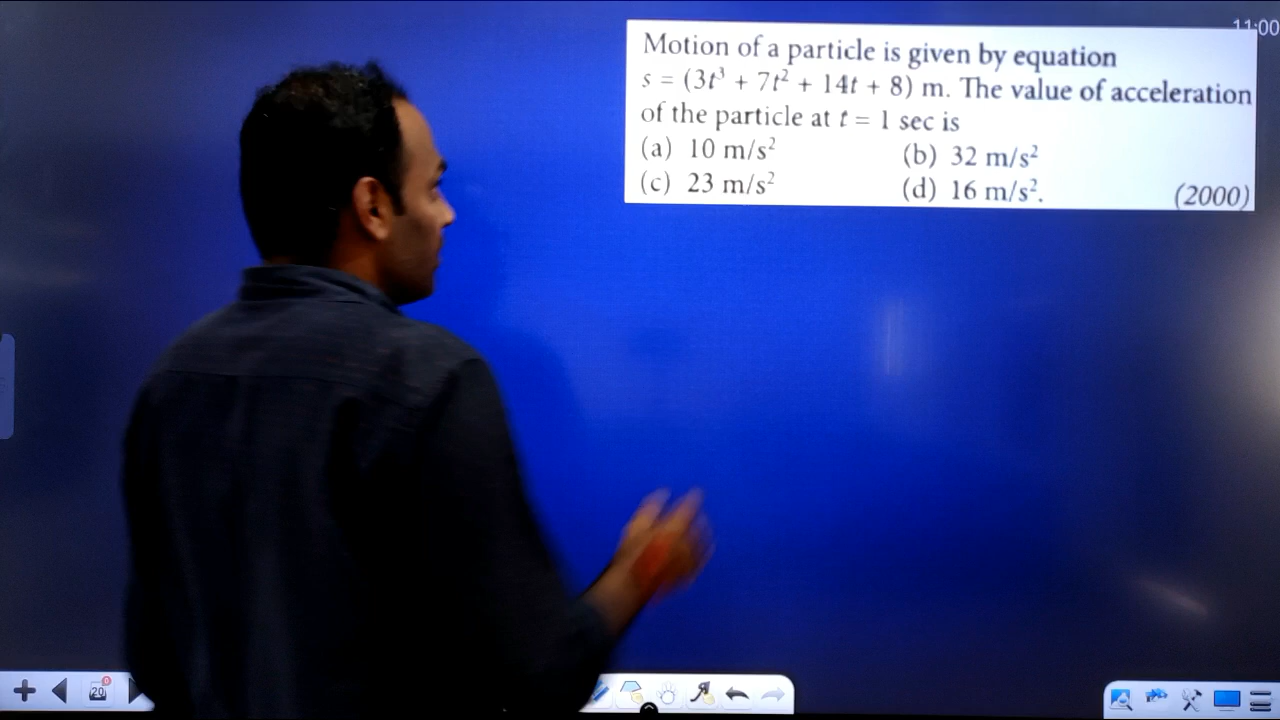 11:00
Motion of a particle is given by equation
s = (3t³ + 7t² + 14t + 8) m. The value of acceleration
of the particle at t = 1 sec is
(a) 10 m/s² (b) 32 m/s²
(c) 23 m/s² (d) 16 m/s². (2000)
20
0